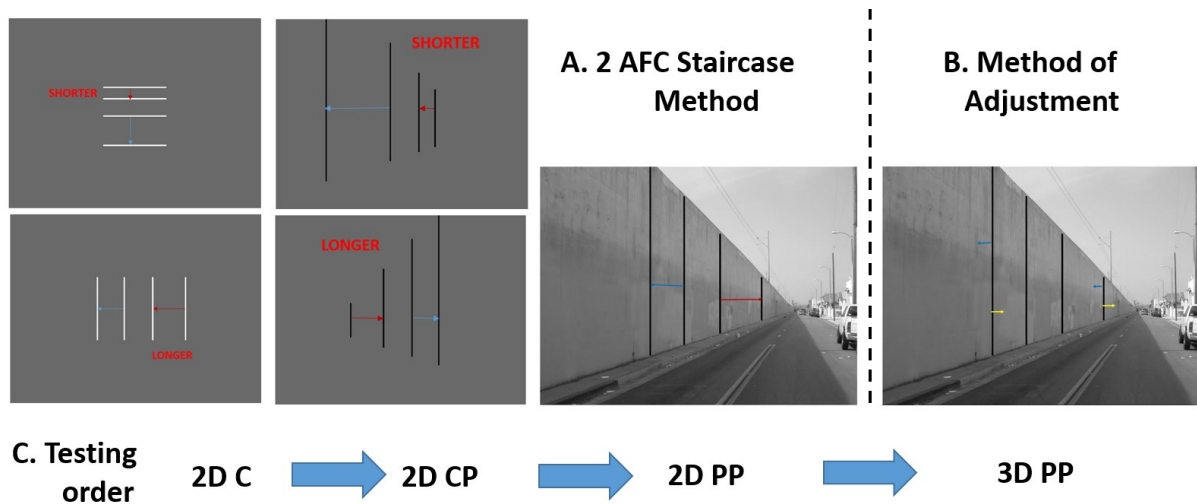 SHORTER
SHORTER
A. 2 AFC Staircase
Method
B. Method of
Adjustment
LONGER
LONGER
C. Testing
order
2D C
2D CP
2D PP
3D PP